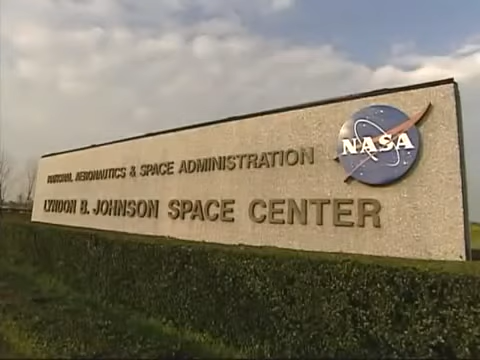 NATIONAL AERONAUTICS & SPACE ADMINISTRATION
LYNDON B. JOHNSON SPACE CENTER
NASA